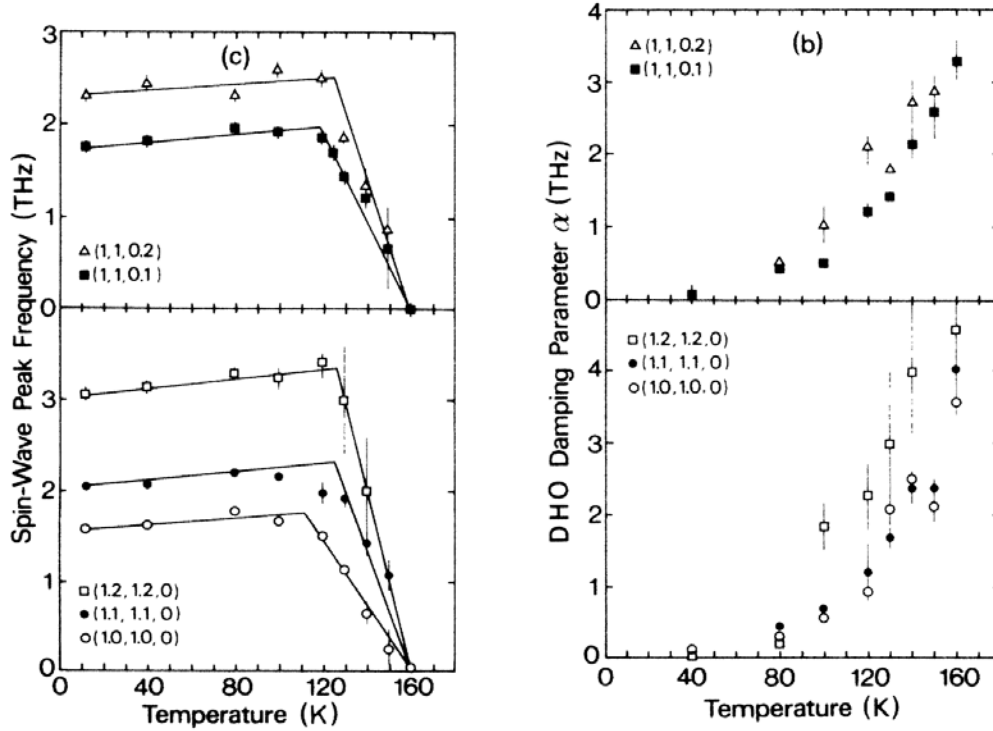 (c)
△ (1,1,0.2)
■ (1,1,0.1)
3
2
1
0
□ (1.2, 1.2,0)
● (1.1, 1.1,0)
○ (1.0, 1.0, 0)
3
2
1
0
0 40 80 120 160
Temperature (K)
Spin-Wave Peak Frequency (THz)
(b)
△ (1,1,0.2)
■ (1,1,0.1)
4
3
2
1
0
□ (1.2, 1.2,0)
● (1.1, 1.1,0)
○ (1.0, 1.0, 0)
4
3
2
1
0
0 40 80 120 160
Temperature (K)
DHO Damping Parameter α (THz)